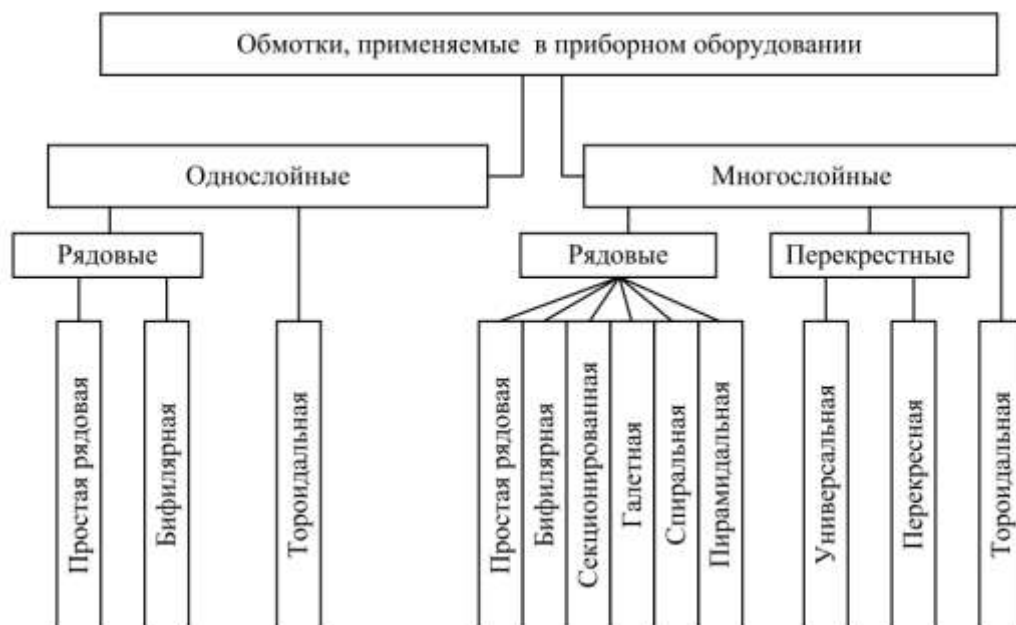 Обмотки, применяемые в приборном оборудовании
Однослойные
Многослойные
Рядовые
Рядовые
Перекрестные
Простая рядовая
Бифилярная
Тороидальная
Простая рядовая
Бифилярная
Секционированная
Галетная
Спиральная
Пирамидальная
Универсальная
Перекресная
Тороидальная